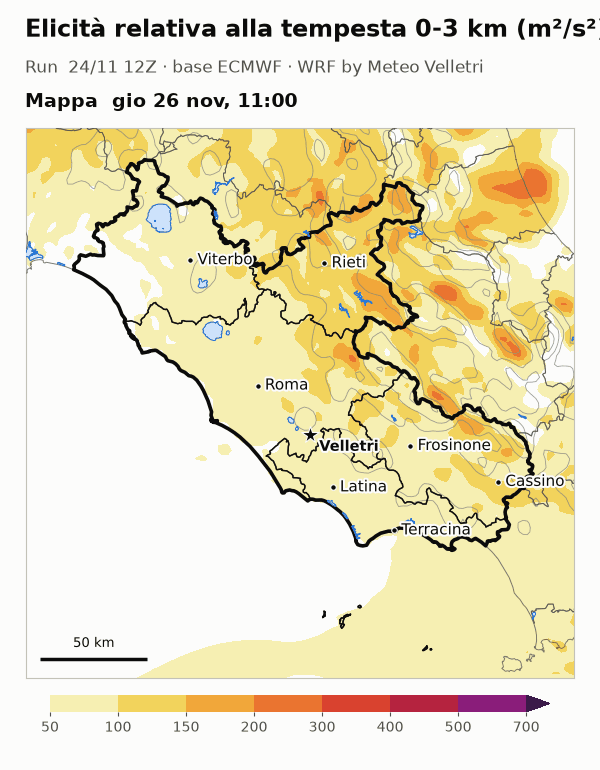 Elicità relativa alla tempesta 0-3 km (m²/s²)
Run  24/11 12Z · base ECMWF · WRF by Meteo Velletri
Mappa  gio 26 nov, 11:00
Viterbo
Rieti
Roma
Velletri
Frosinone
Cassino
Latina
Terracina
50 km
50 100 150 200 300 400 500 700